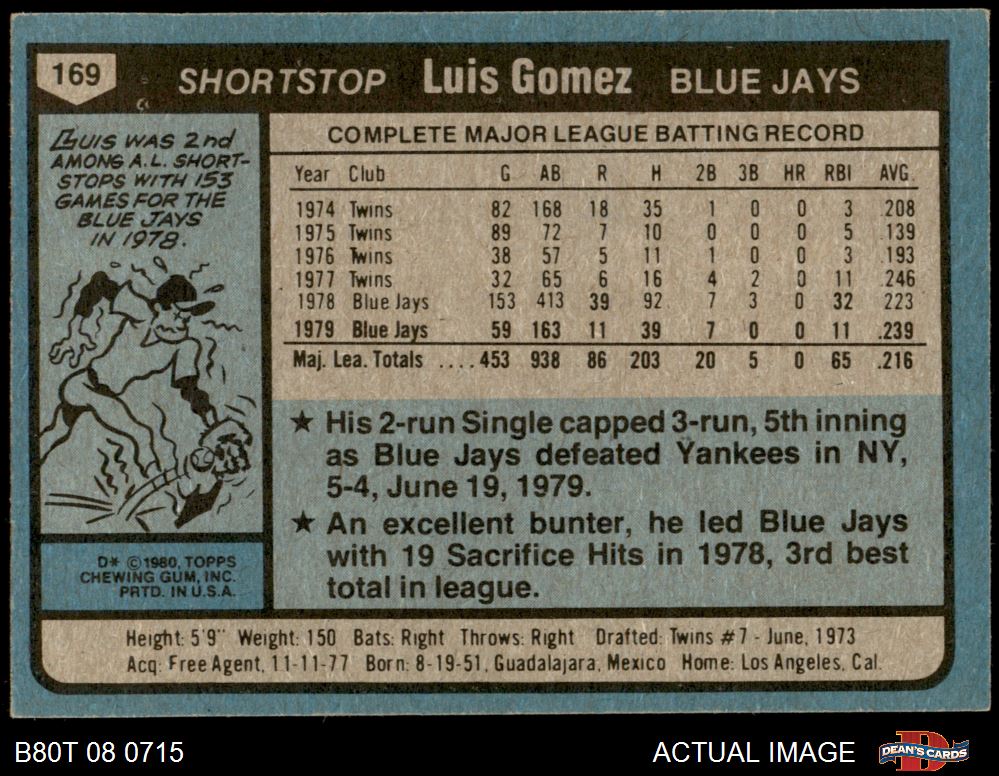 169 SHORTSTOP Luis Gomez BLUE JAYS
LUIS WAS 2nd
AMONG A.L. SHORT-
STOPS WITH 153
GAMES FOR THE
BLUE JAYS
IN 1978.
COMPLETE MAJOR LEAGUE BATTING RECORD
Year Club G AB R H 2B 3B HR RBI AVG.
1974 Twins 82 168 18 35 1 0 0 3 .208
1975 Twins 89 72 7 10 0 0 0 5 .139
1976 Twins 38 57 5 11 1 0 0 3 .193
1977 Twins 32 65 6 16 4 2 0 11 .246
1978 Blue Jays 153 413 39 92 7 3 0 32 .223
1979 Blue Jays 59 163 11 39 7 0 0 11 .239
Maj. Lea. Totals ....453 938 86 203 20 5 0 65 .216
★ His 2-run Single capped 3-run, 5th inning
as Blue Jays defeated Yankees in NY,
5-4, June 19, 1979.
★ An excellent bunter, he led Blue Jays
with 19 Sacrifice Hits in 1978, 3rd best
total in league.
D* ©1980, TOPPS
CHEWING GUM, INC.
PRTD. IN U.S.A.
Height: 5'9" Weight: 150 Bats: Right Throws: Right Drafted: Twins #7 - June, 1973
Acq: Free Agent, 11-11-77 Born: 8-19-51, Guadalajara, Mexico Home: Los Angeles, Cal.
B80T 08 0715 ACTUAL IMAGE DEAN'S CARDS